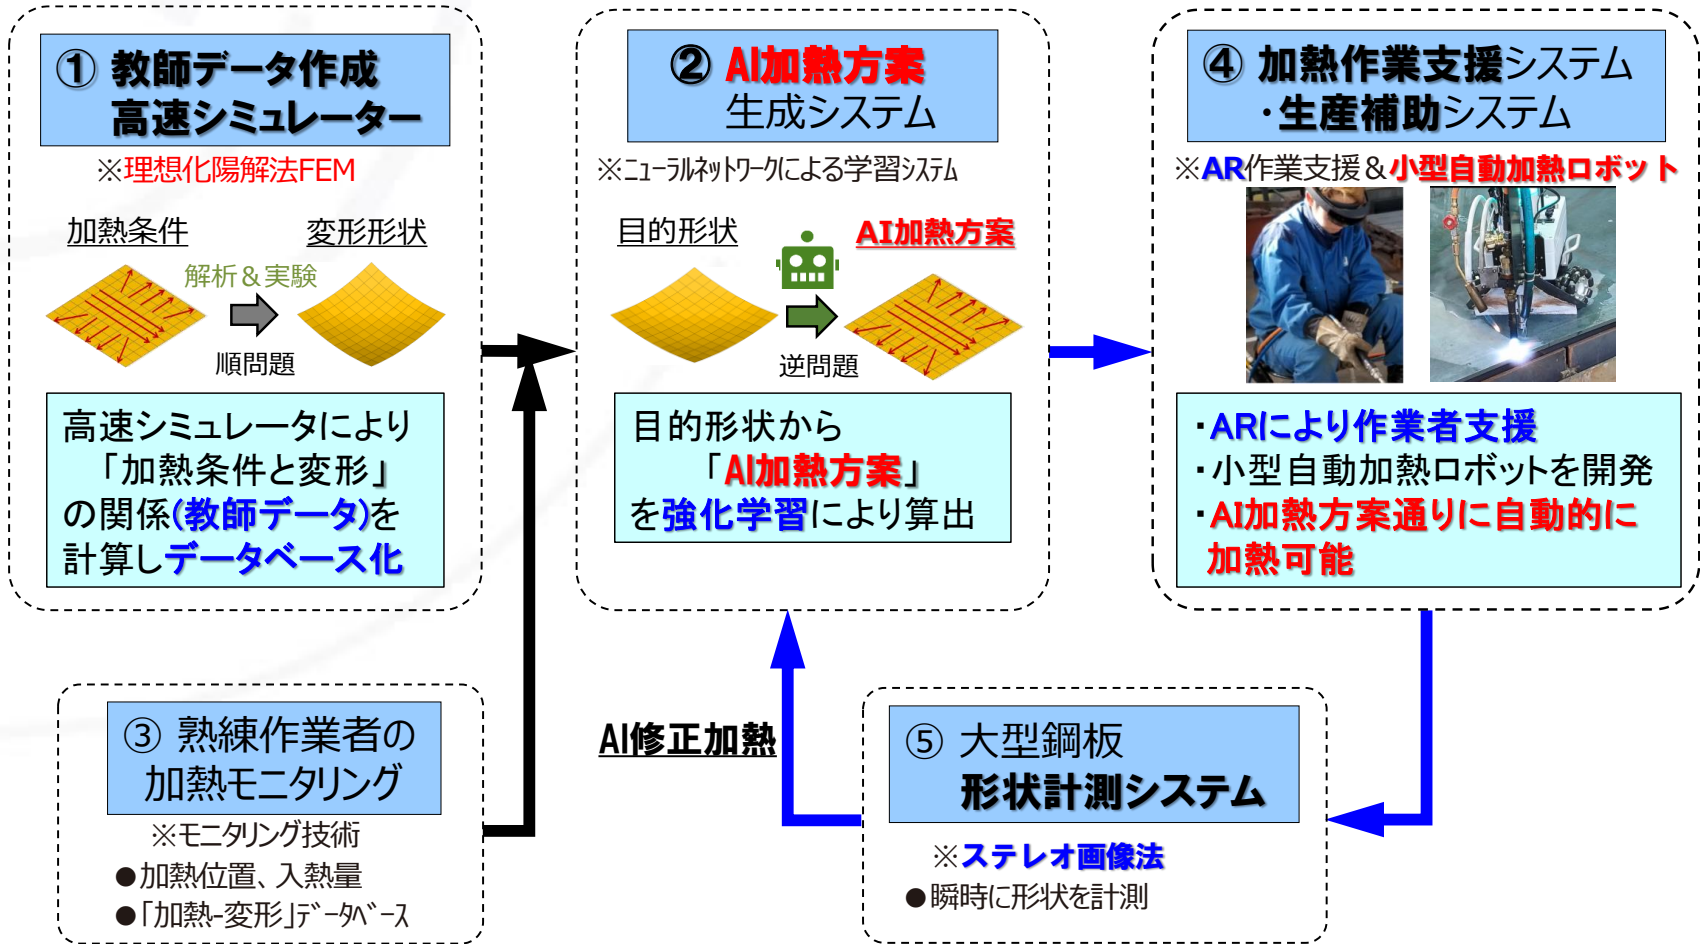 ① 教師データ作成
高速シミュレーター
※理想化陽解法FEM
加熱条件
変形形状
解析&実験
順問題
高速シミュレータにより
「加熱条件と変形」
の関係(教師データ)を
計算しデータベース化
② AI加熱方案
生成システム
※ニューラルネットワークによる学習システム
目的形状
AI加熱方案
逆問題
目的形状から
「AI加熱方案」
を強化学習により算出
④ 加熱作業支援システム
・生産補助システム
※AR作業支援&小型自動加熱ロボット
・ARにより作業者支援
・小型自動加熱ロボットを開発
・AI加熱方案通りに自動的に
加熱可能
③ 熟練作業者の
加熱モニタリング
※モニタリング技術
●加熱位置、入熱量
●「加熱-変形」データベース
AI修正加熱
⑤ 大型鋼板
形状計測システム
※ステレオ画像法
●瞬時に形状を計測